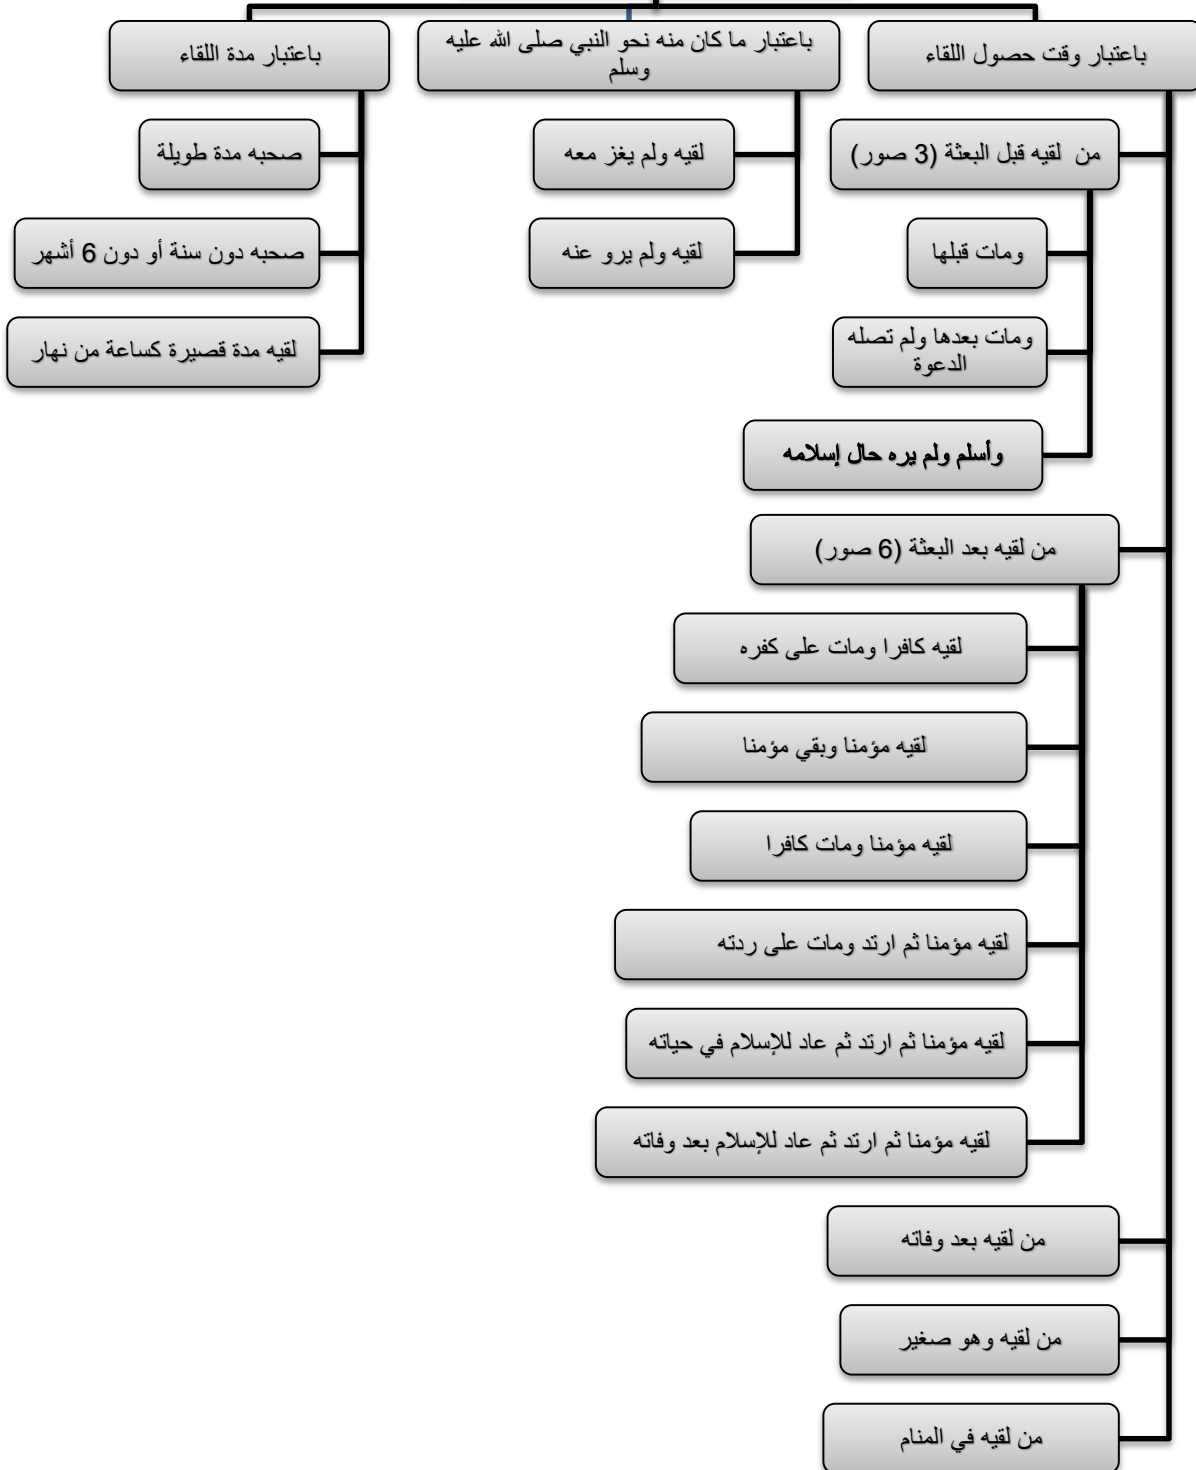 باعتبار وقت حصول اللقاء
من لقيه قبل البعثة (3 صور)
ومات قبلها
ومات بعدها ولم تصله
الدعوة
وأسلم ولم يره حال إسلامه
من لقيه بعد البعثة (6 صور)
لقيه كافرا ومات على كفره
لقيه مؤمنا وبقي مؤمنا
لقيه مؤمنا ومات كافرا
لقيه مؤمنا ثم ارتد ومات على ردته
لقيه مؤمنا ثم ارتد ثم عاد للإسلام في حياته
لقيه مؤمنا ثم ارتد ثم عاد للإسلام بعد وفاته
من لقيه بعد وفاته
من لقيه وهو صغير
من لقيه في المنام
باعتبار ما كان منه نحو النبي صلى الله عليه
وسلم
لقيه ولم يغز معه
لقيه ولم يرو عنه
باعتبار مدة اللقاء
صحبه مدة طويلة
صحبه دون سنة أو دون 6 أشهر
لقيه مدة قصيرة كساعة من نهار